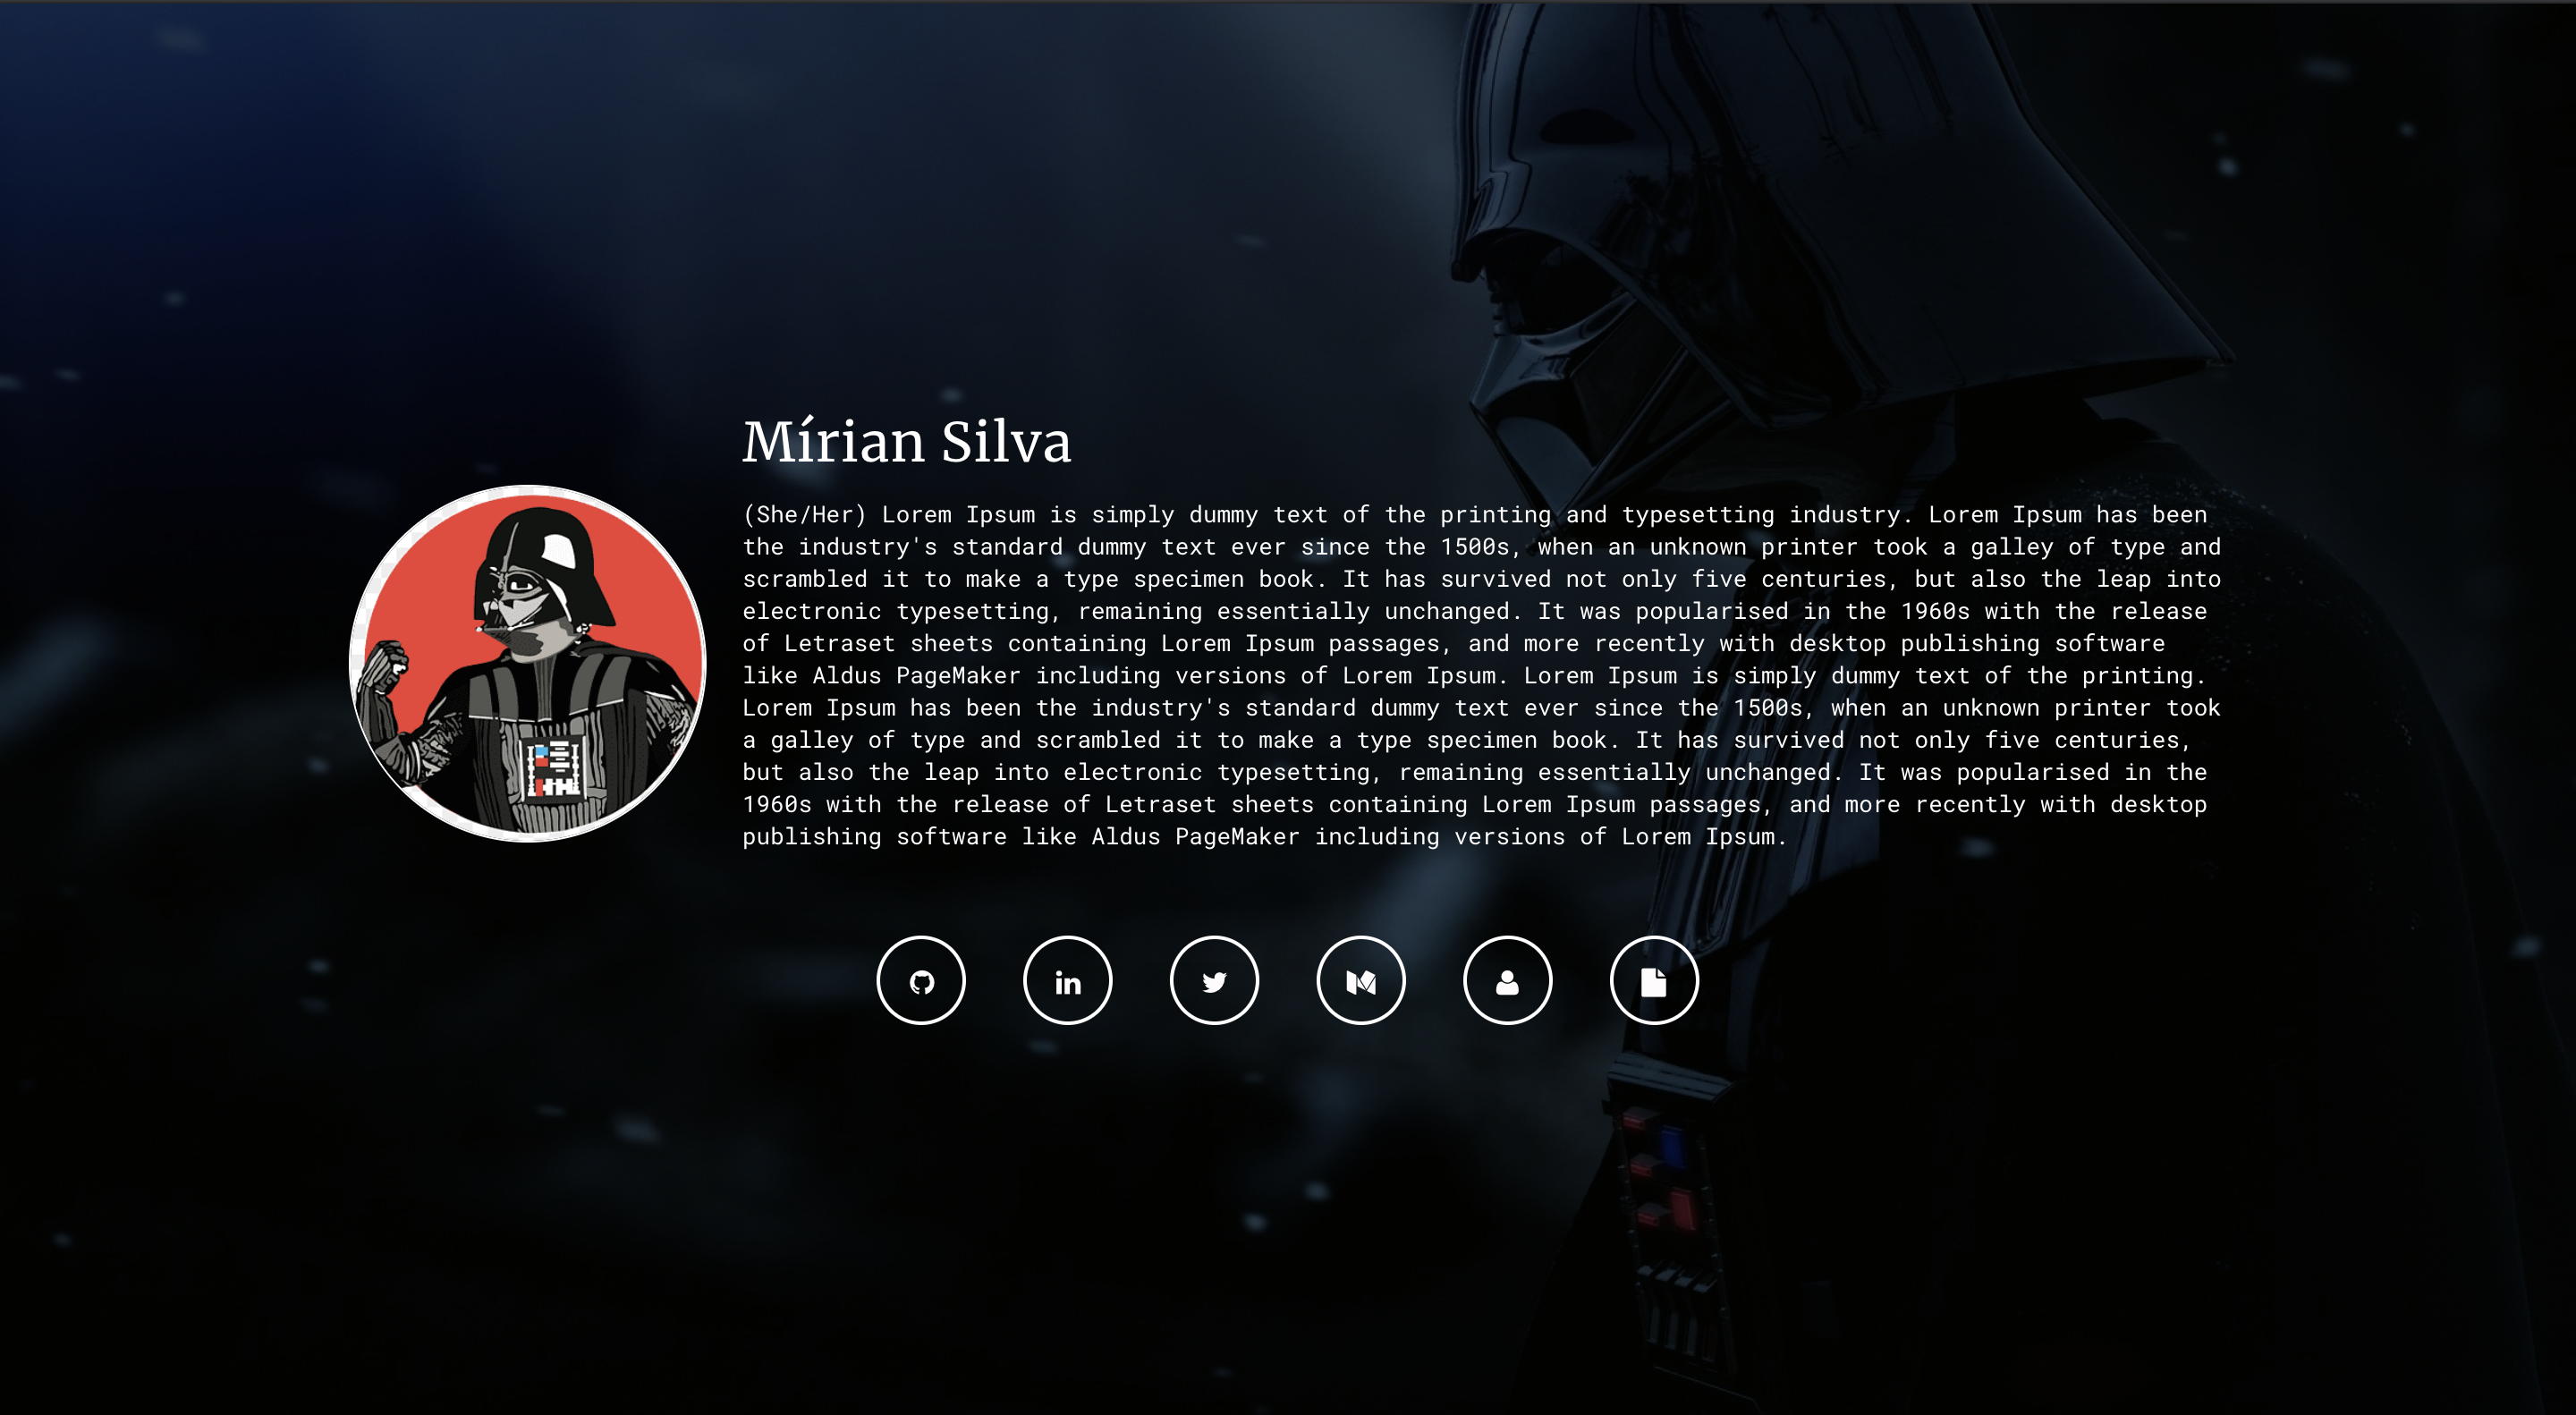 Mírian Silva
(She/Her) Lorem Ipsum is simply dummy text of the printing and typesetting industry. Lorem Ipsum has been
the industry's standard dummy text ever since the 1500s, when an unknown printer took a galley of type and
scrambled it to make a type specimen book. It has survived not only five centuries, but also the leap into
electronic typesetting, remaining essentially unchanged. It was popularised in the 1960s with the release
of Letraset sheets containing Lorem Ipsum passages, and more recently with desktop publishing software
like Aldus PageMaker including versions of Lorem Ipsum. Lorem Ipsum is simply dummy text of the printing.
Lorem Ipsum has been the industry's standard dummy text ever since the 1500s, when an unknown printer took
a galley of type and scrambled it to make a type specimen book. It has survived not only five centuries,
but also the leap into electronic typesetting, remaining essentially unchanged. It was popularised in the
1960s with the release of Letraset sheets containing Lorem Ipsum passages, and more recently with desktop
publishing software like Aldus PageMaker including versions of Lorem Ipsum.
in